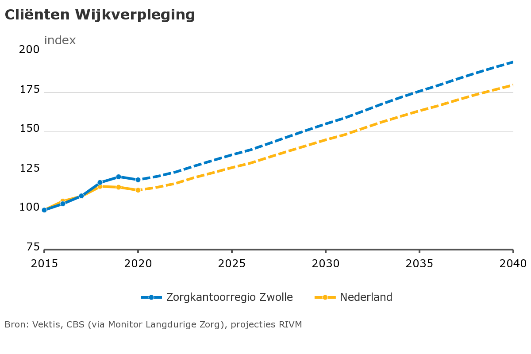 Cliënten Wijkverpleging
index
200
175
150
125
100
75
2015 2020 2025 2030 2035 2040
Zorgkantoorregio Zwolle Nederland
Bron: Vektis, CBS (via Monitor Langdurige Zorg), projecties RIVM